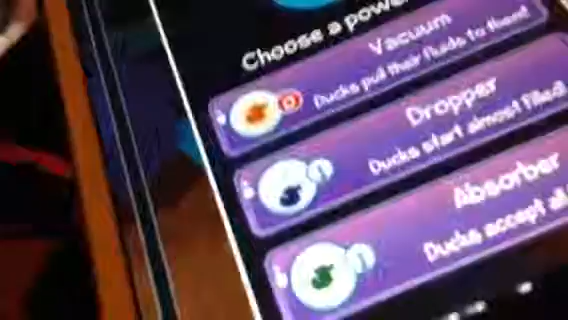 Choose a power
Vacuum
Ducks pull their fluids to them!
Dropper
Ducks start almost filled!
Absorber
Ducks accept all